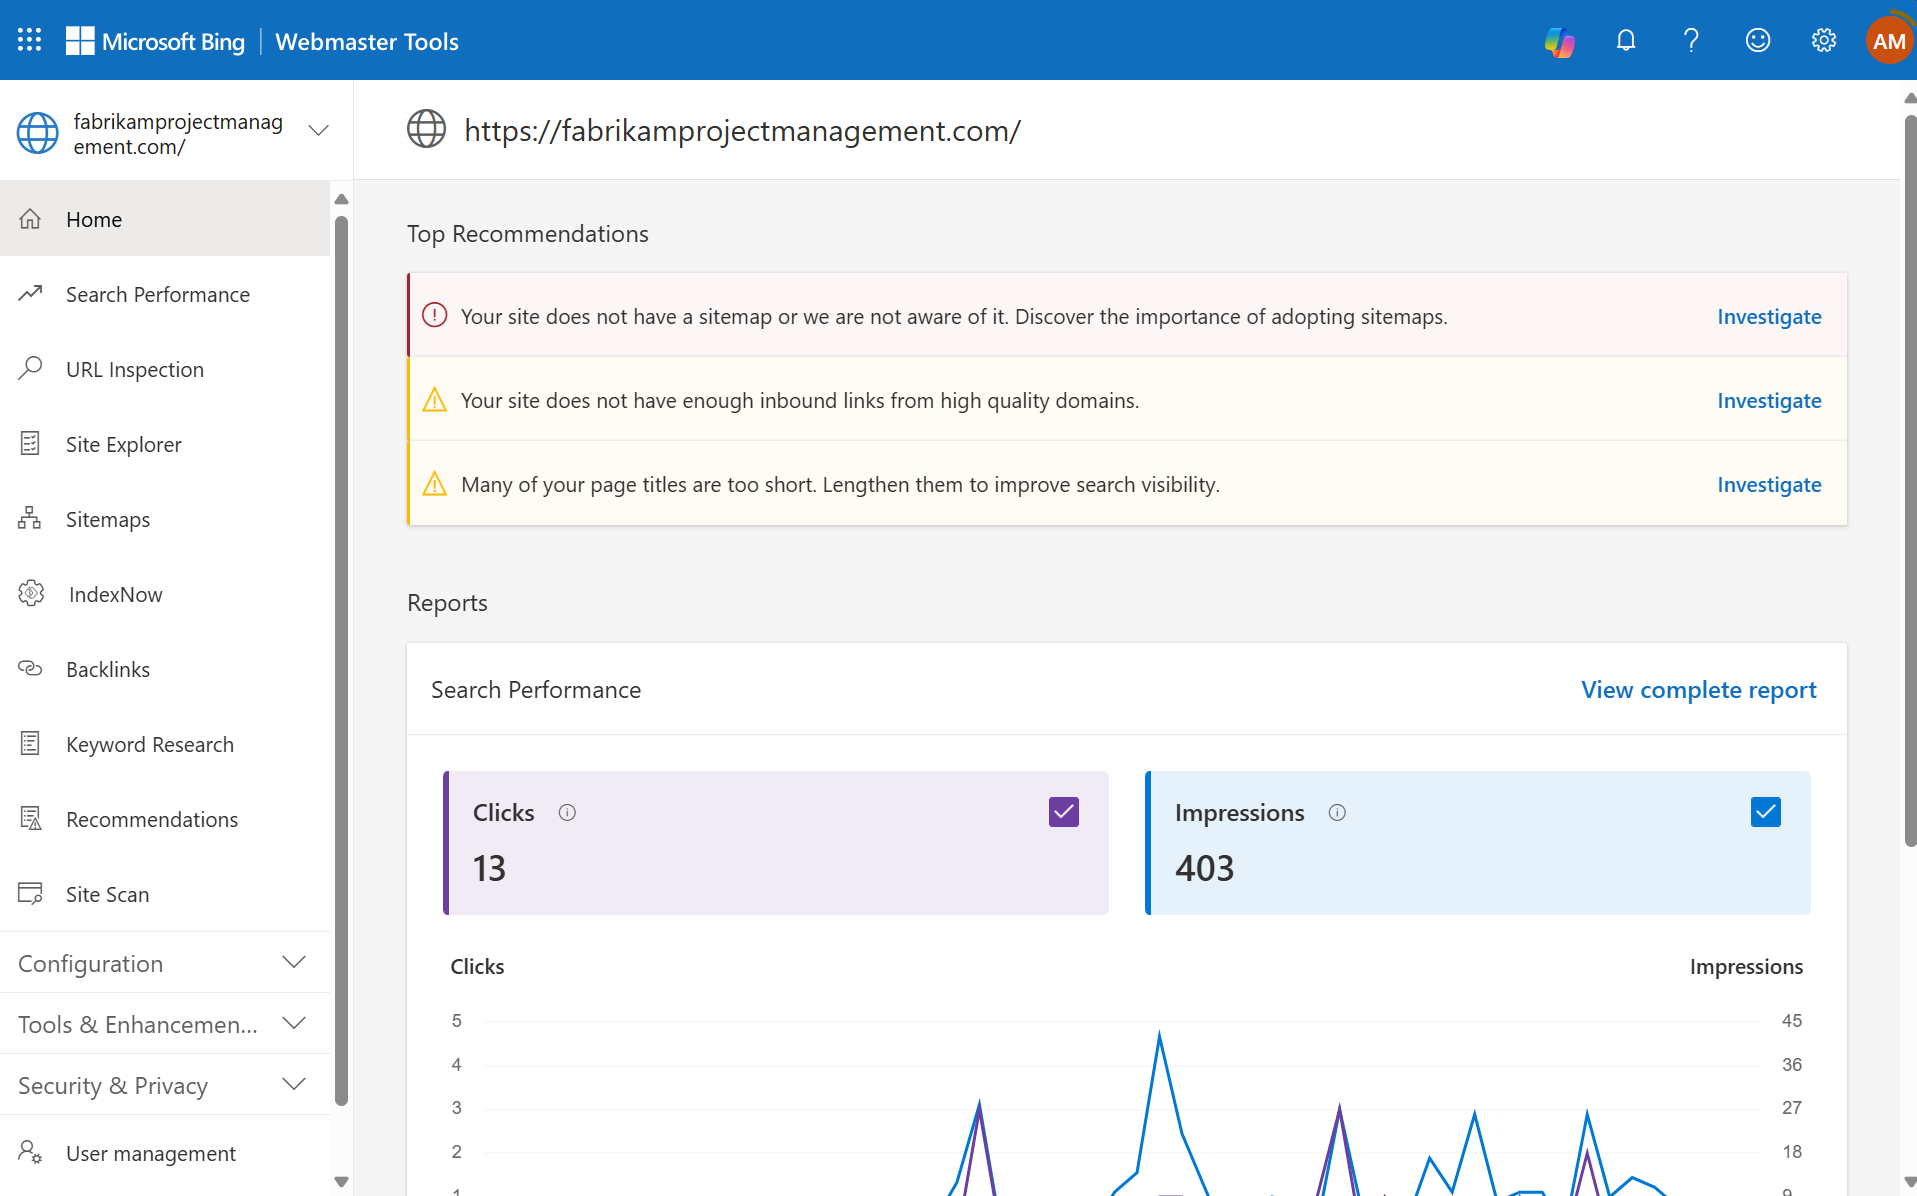 Microsoft Bing | Webmaster Tools
AM
fabrikamprojectmanag
ement.com/
https://fabrikamprojectmanagement.com/
Home
Search Performance
URL Inspection
Site Explorer
Sitemaps
IndexNow
Backlinks
Keyword Research
Recommendations
Site Scan
Configuration
Tools & Enhancemen...
Security & Privacy
User management
Top Recommendations
Your site does not have a sitemap or we are not aware of it. Discover the importance of adopting sitemaps. Investigate
Your site does not have enough inbound links from high quality domains. Investigate
Many of your page titles are too short. Lengthen them to improve search visibility. Investigate
Reports
Search Performance View complete report
Clicks
13
Impressions
403
Clicks Impressions
5 45
4 36
3 27
2 18
1 9